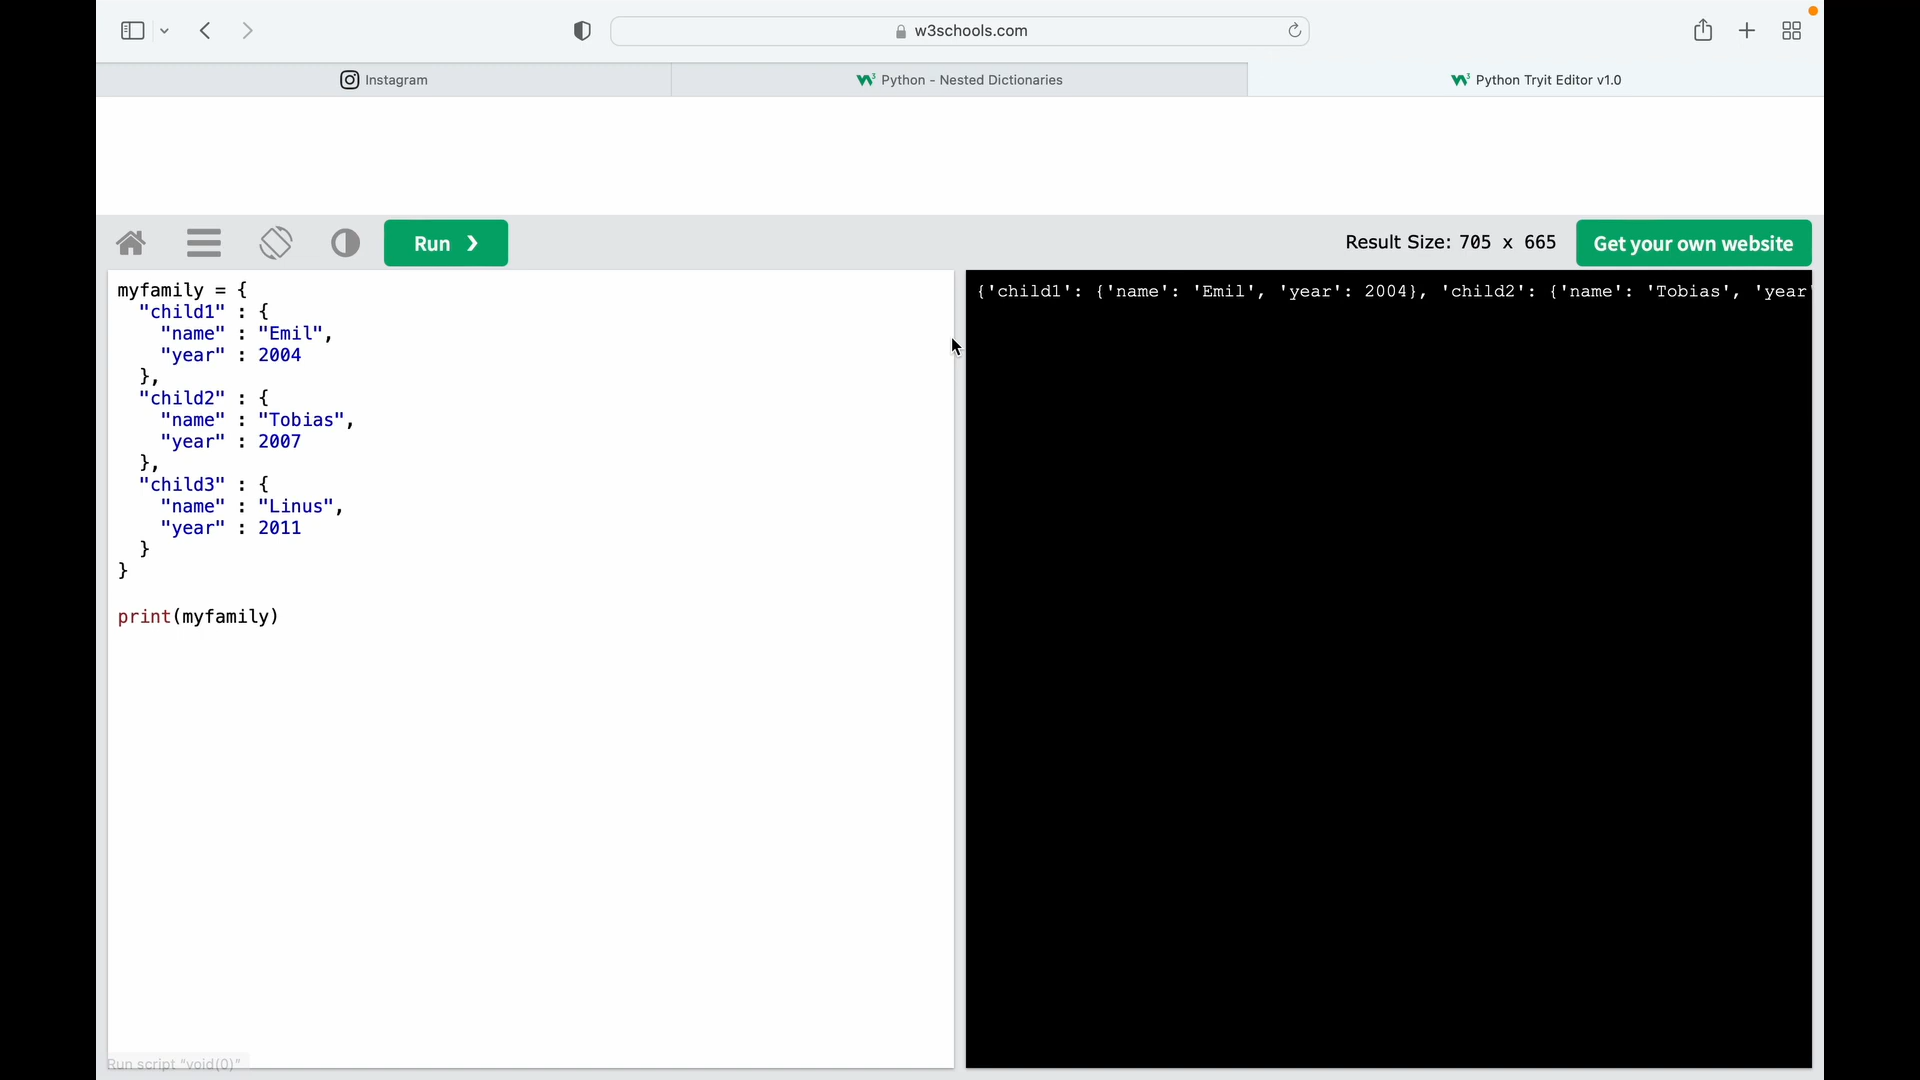 w3schools.com
Instagram
Python - Nested Dictionaries
Python Tryit Editor v1.0
Run ❯
Result Size: 705 x 665
Get your own website
myfamily = {
  "child1" : {
    "name" : "Emil",
    "year" : 2004
  },
  "child2" : {
    "name" : "Tobias",
    "year" : 2007
  },
  "child3" : {
    "name" : "Linus",
    "year" : 2011
  }
}
print(myfamily)
{'child1': {'name': 'Emil', 'year': 2004}, 'child2': {'name': 'Tobias', 'year'
Run script "void(0)"